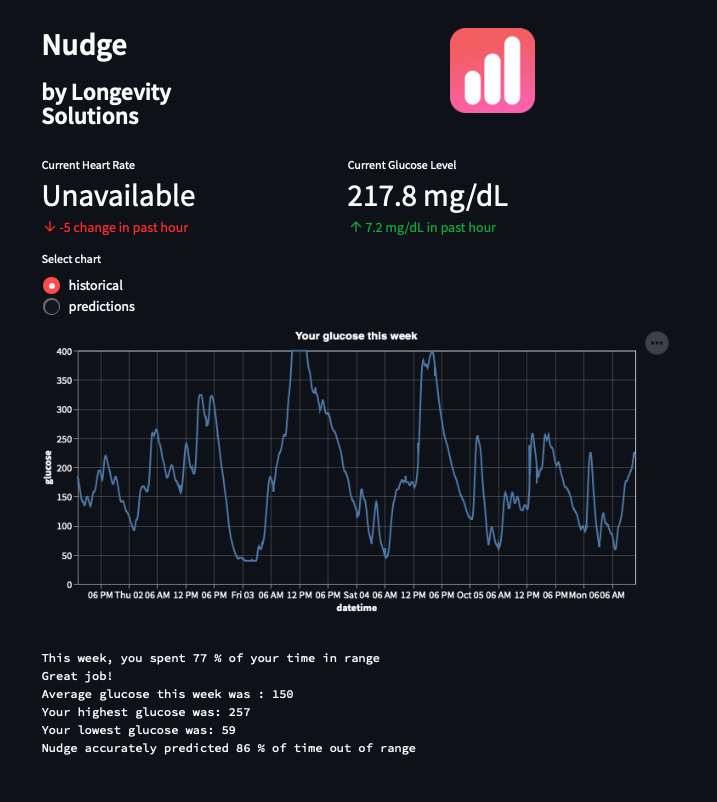 Nudge
by Longevity
Solutions
Current Heart Rate
Unavailable
-5 change in past hour
Current Glucose Level
217.8 mg/dL
7.2 mg/dL in past hour
Select chart
historical
predictions
Your glucose this week
400
350
300
250
200
150
100
50
0
glucose
06 PM Thu 02 06 AM 12 PM 06 PM Fri 03 06 AM 12 PM 06 PM Sat 04 06 AM 12 PM 06 PM Oct 05 06 AM 12 PM 06 PM Mon 06 06 AM
datetime
This week, you spent 77 % of your time in range
Great job!
Average glucose this week was : 150
Your highest glucose was: 257
Your lowest glucose was: 59
Nudge accurately predicted 86 % of time out of range